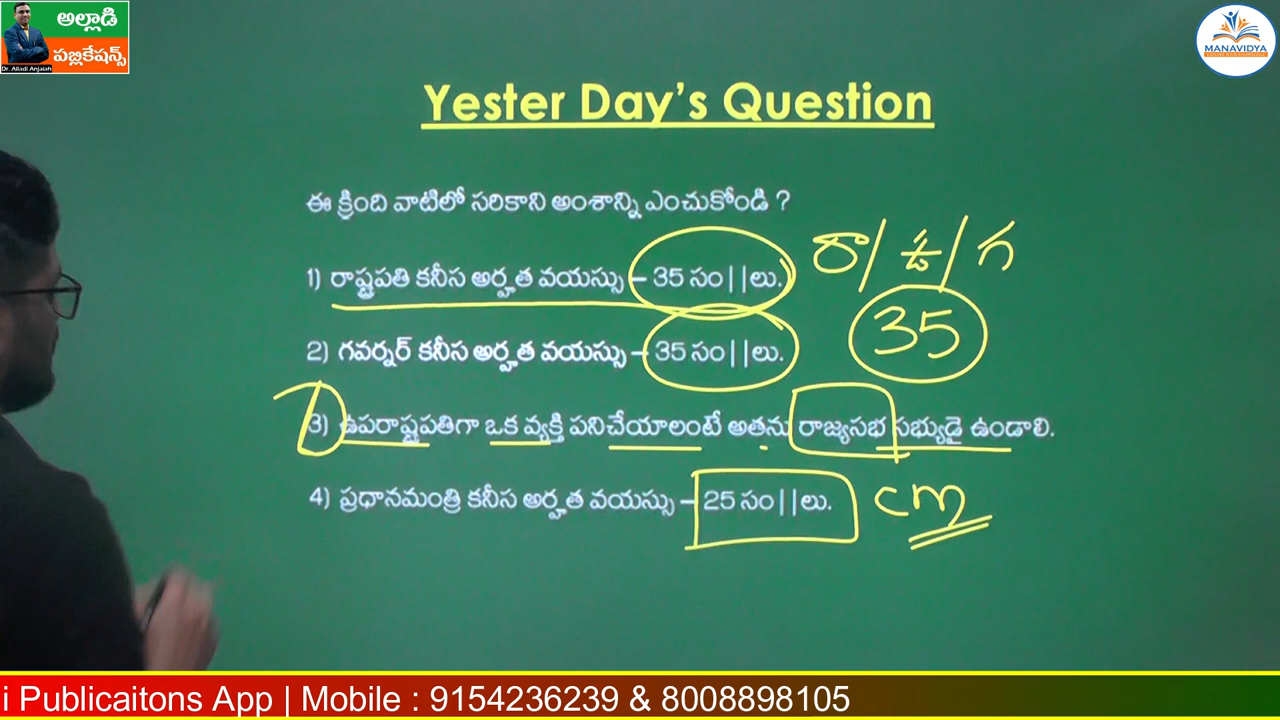 అల్లాడి
పబ్లికేషన్స్
Dr. Alladi Anjaiah
MANAVIDYA
Yester Day's Question
ఈ క్రింది వాటిలో సరికాని అంశాన్ని ఎంచుకోండి ?
1) రాష్ట్రపతి కనీస అర్హత వయస్సు – 35 సం||లు.
రా/ ఉ/ గ
2) గవర్నర్ కనీస అర్హత వయస్సు – 35 సం||లు.
35
3) ఉపరాష్ట్రపతిగా ఒక వ్యక్తి పనిచేయాలంటే అతను రాజ్యసభ సభ్యుడై ఉండాలి.
4) ప్రధానమంత్రి కనీస అర్హత వయస్సు – 25 సం||లు.
cm
i Publicaitons App | Mobile : 9154236239 & 8008898105